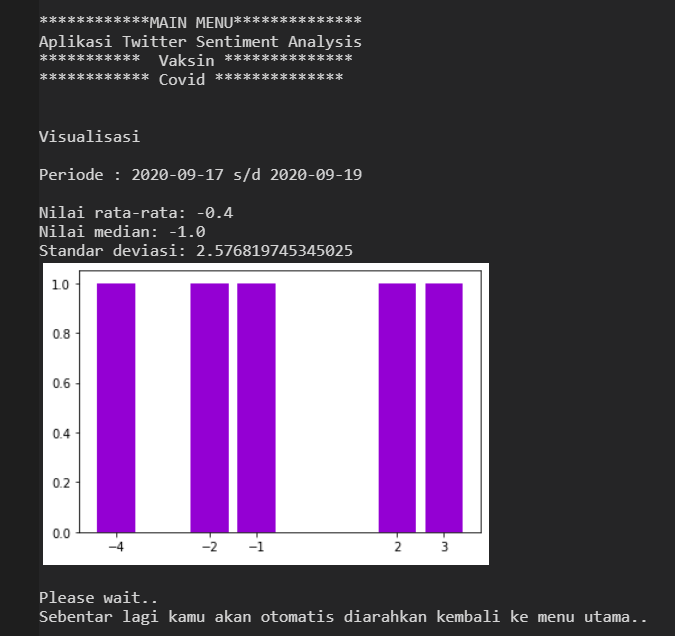 ************MAIN MENU**************
Aplikasi Twitter Sentiment Analysis
***********  Vaksin **************
************ Covid **************
Visualisasi
Periode : 2020-09-17 s/d 2020-09-19
Nilai rata-rata: -0.4
Nilai median: -1.0
Standar deviasi: 2.576819745345025
1.0
0.8
0.6
0.4
0.2
0.0
−4 −2 −1 2 3
Please wait..
Sebentar lagi kamu akan otomatis diarahkan kembali ke menu utama..